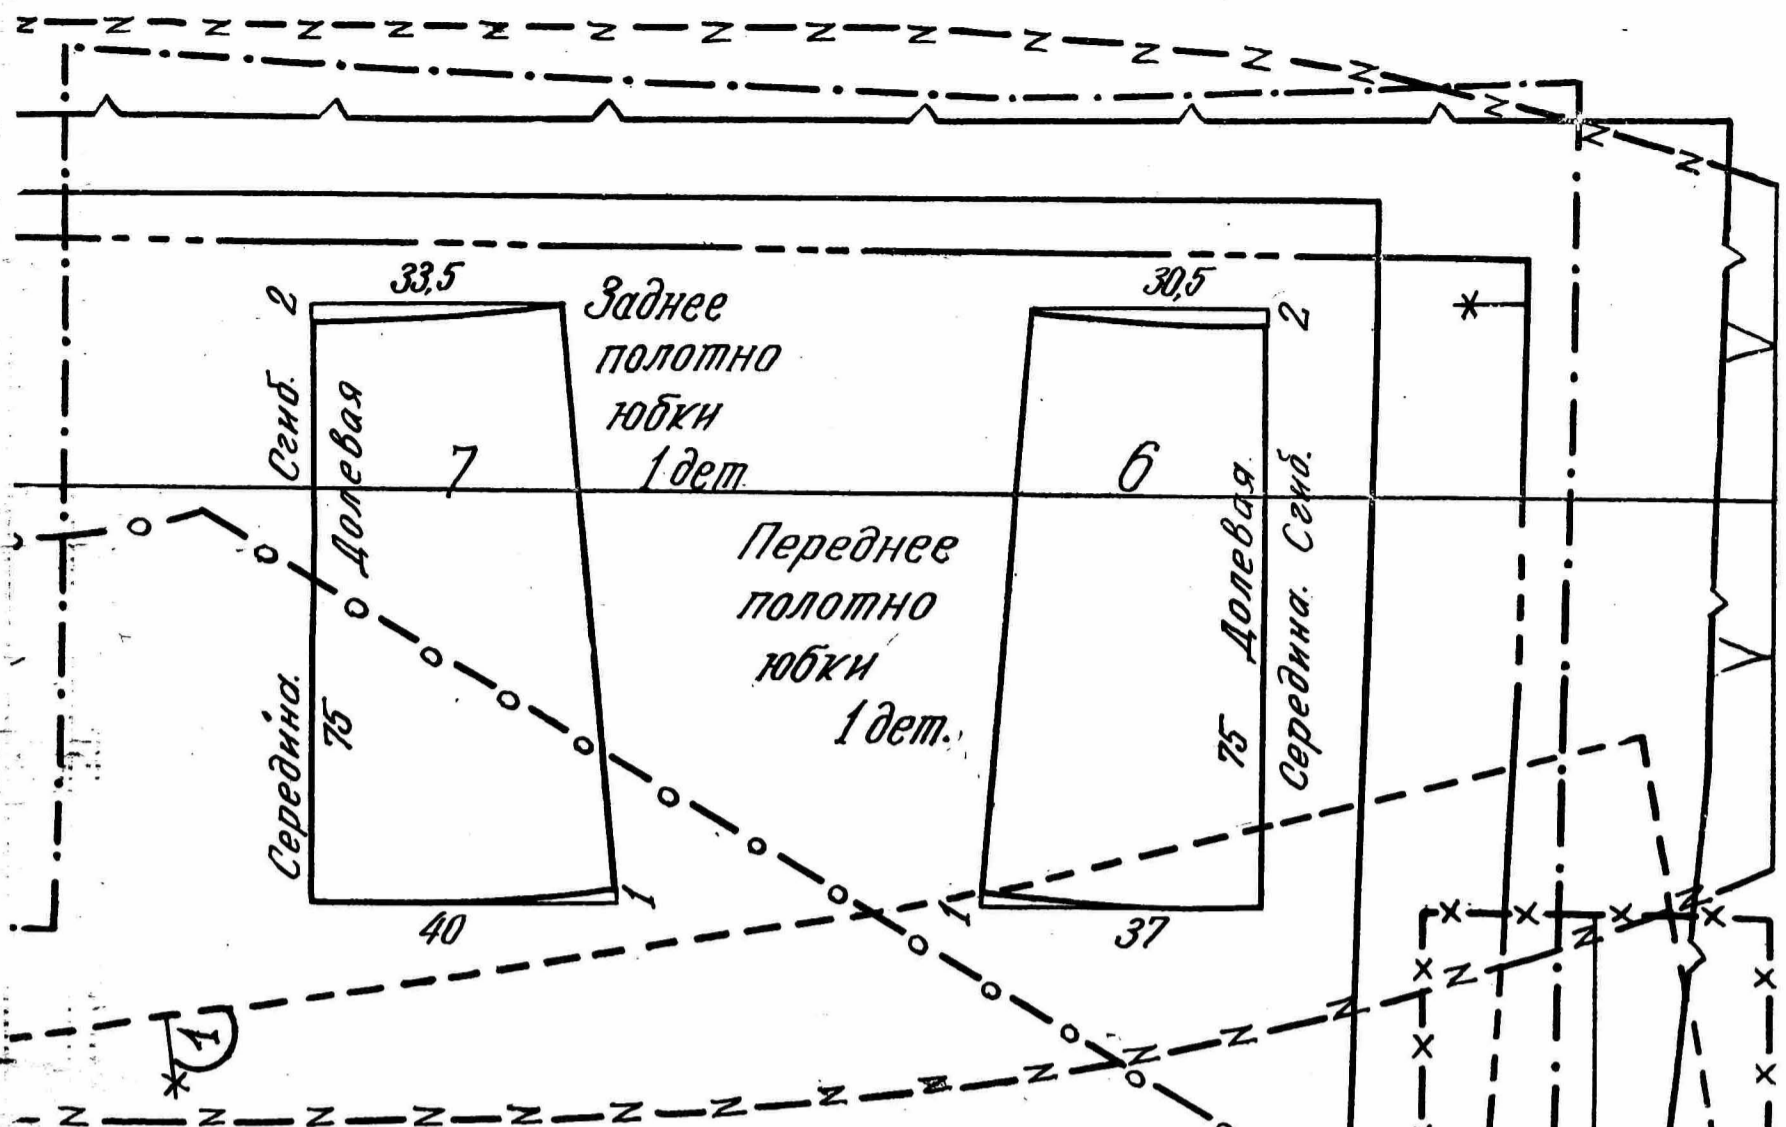 33,5
2
Заднее
полотно
юбки
1 дет.
Сгиб.
Долевая
7
Середина.
75
40
1
30,5
2
6
Переднее
полотно
юбки
1 дет.
Долевая
Середина. Сгиб.
75
37
1
1